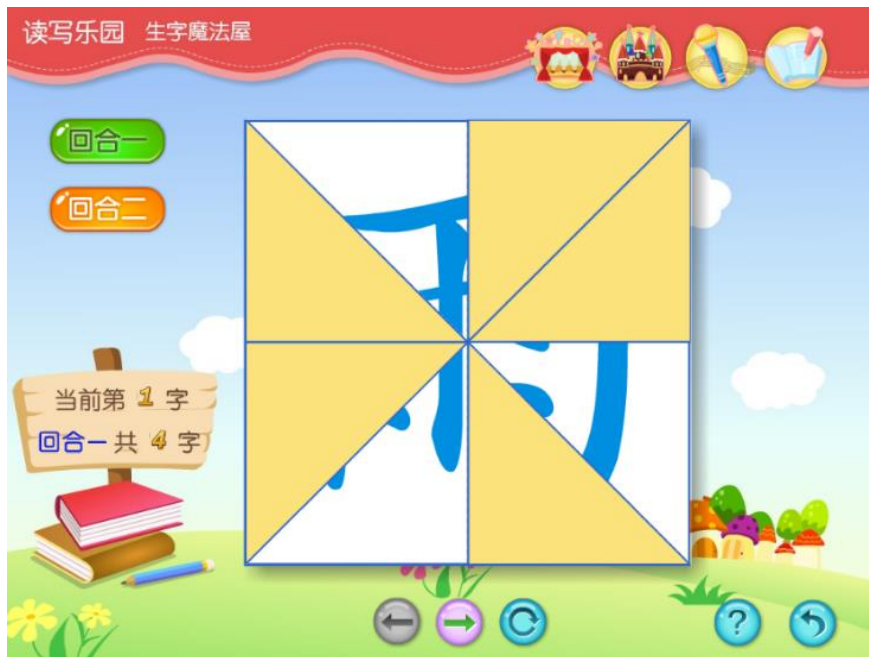 读写乐园 生字魔法屋
回合一
回合二
当前第 1 字
回合一 共 4 字
?